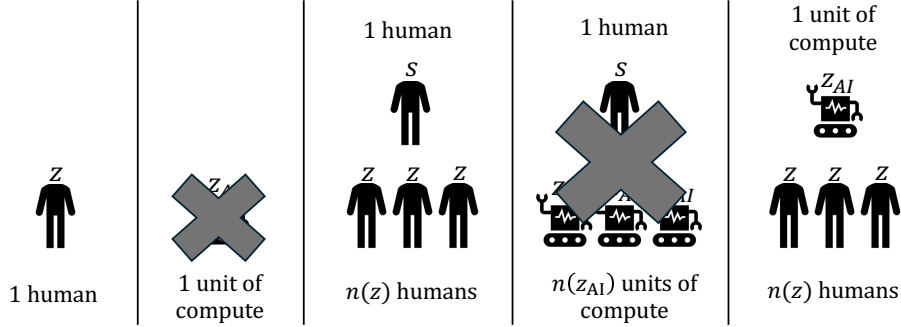 z
1 human
1 unit of
compute
1 human
s
z z z
n(z) humans
1 human
s
n(z_AI) units of
compute
1 unit of
compute
z_AI
z z z
n(z) humans